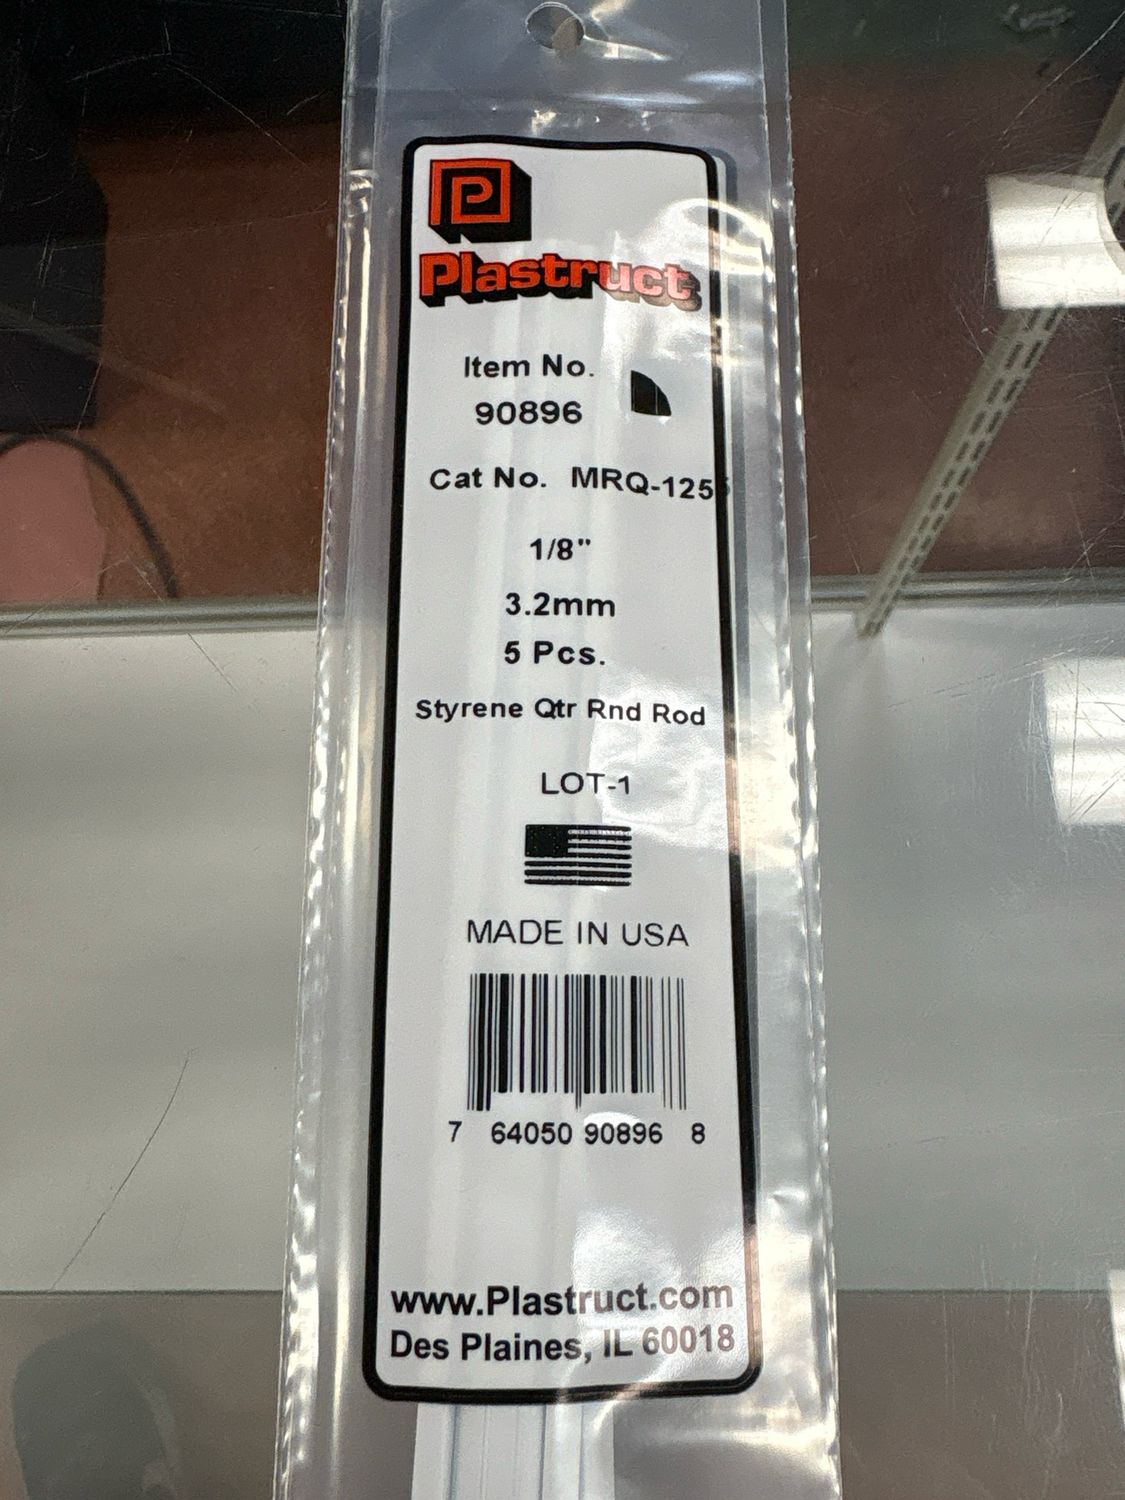 P
Plastruct
Item No.
90896
Cat No. MRQ-125
1/8"
3.2mm
5 Pcs.
Styrene Qtr Rnd Rod
LOT-1
MADE IN USA
7 64050 90896 8
www.Plastruct.com
Des Plaines, IL 60018